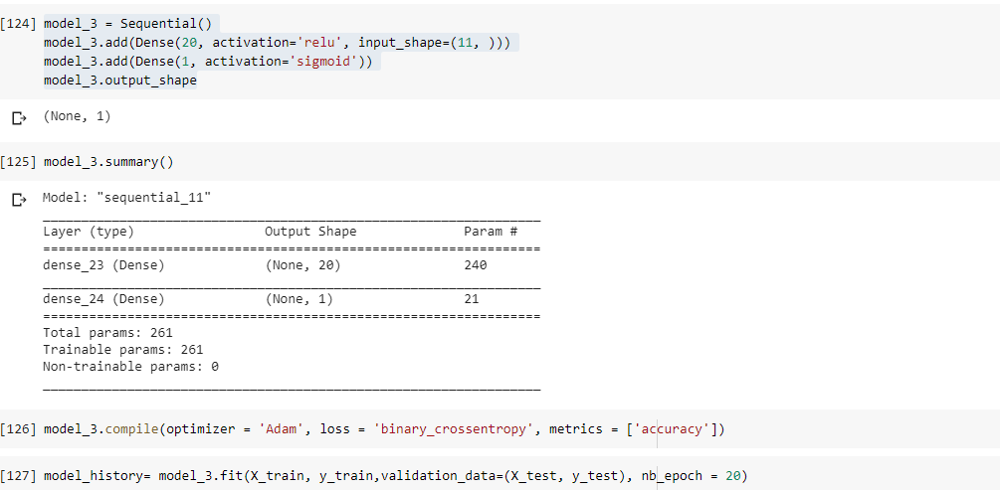 [124] model_3 = Sequential()
model_3.add(Dense(20, activation='relu', input_shape=(11, )))
model_3.add(Dense(1, activation='sigmoid'))
model_3.output_shape
(None, 1)
[125] model_3.summary()
Model: "sequential_11"
Layer (type) Output Shape Param #
=================================================================
dense_23 (Dense) (None, 20) 240
dense_24 (Dense) (None, 1) 21
=================================================================
Total params: 261
Trainable params: 261
Non-trainable params: 0
[126] model_3.compile(optimizer = 'Adam', loss = 'binary_crossentropy', metrics = ['accuracy'])
[127] model_history= model_3.fit(X_train, y_train,validation_data=(X_test, y_test), nb_epoch = 20)